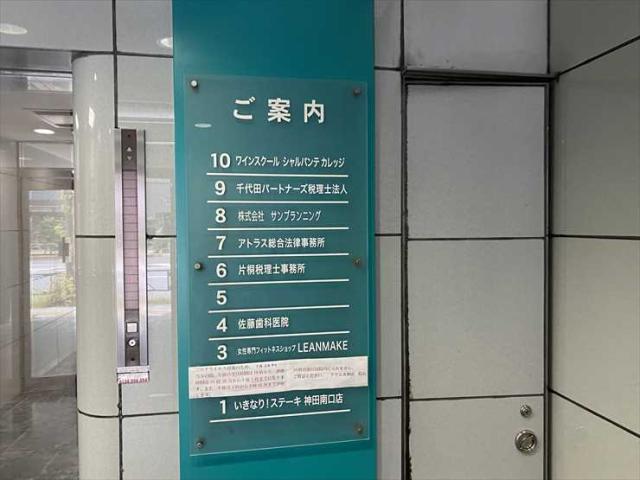 ご案内
10 ワインスクール シャルパンテ カレッジ
9 千代田パートナーズ税理士法人
8 株式会社 サンプランニング
7 アトラス総合法律事務所
6 片桐税理士事務所
5
4 佐藤歯科医院
3 女性専門フィットネスショップ LEANMAKE
1 いきなり!ステーキ 神田南口店